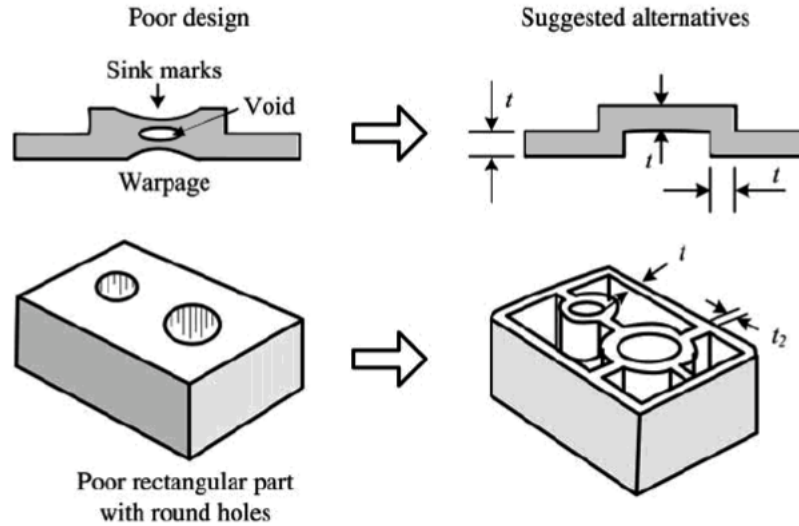 Poor design
Suggested alternatives
Sink marks
Void
Warpage
t
t
t
t
t2
Poor rectangular part
with round holes